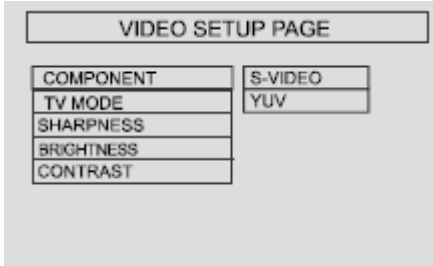 VIDEO SETUP PAGE
COMPONENT
S-VIDEO
TV MODE
YUV
SHARPNESS
BRIGHTNESS
CONTRAST